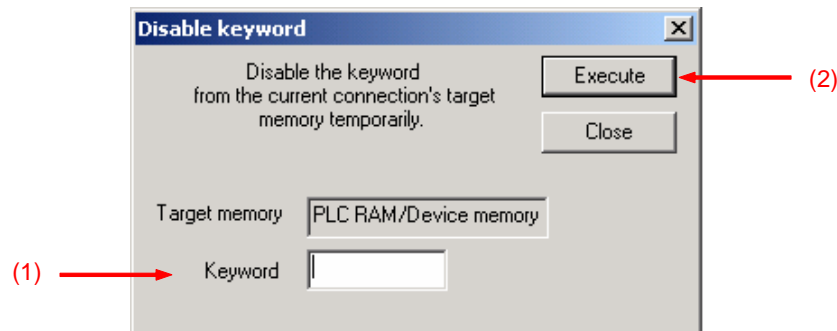 Disable keyword
Disable the keyword
from the current connection's target
memory temporarily.
Execute
(2)
Close
Target memory
PLC RAM/Device memory
(1)
Keyword